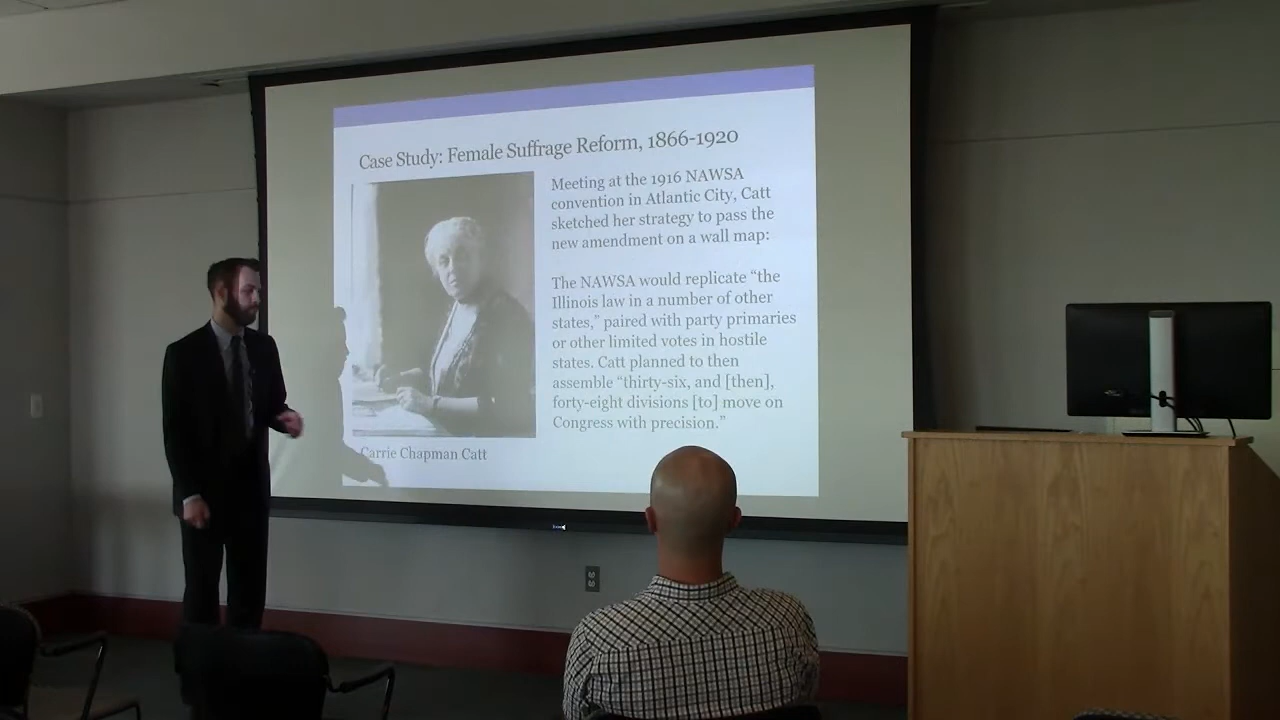 Case Study: Female Suffrage Reform, 1866-1920
Meeting at the 1916 NAWSA
convention in Atlantic City, Catt
sketched her strategy to pass the
new amendment on a wall map:
The NAWSA would replicate “the
Illinois law in a number of other
states,” paired with party primaries
or other limited votes in hostile
states. Catt planned to then
assemble “thirty-six, and [then],
forty-eight divisions [to] move on
Congress with precision.”
Carrie Chapman Catt